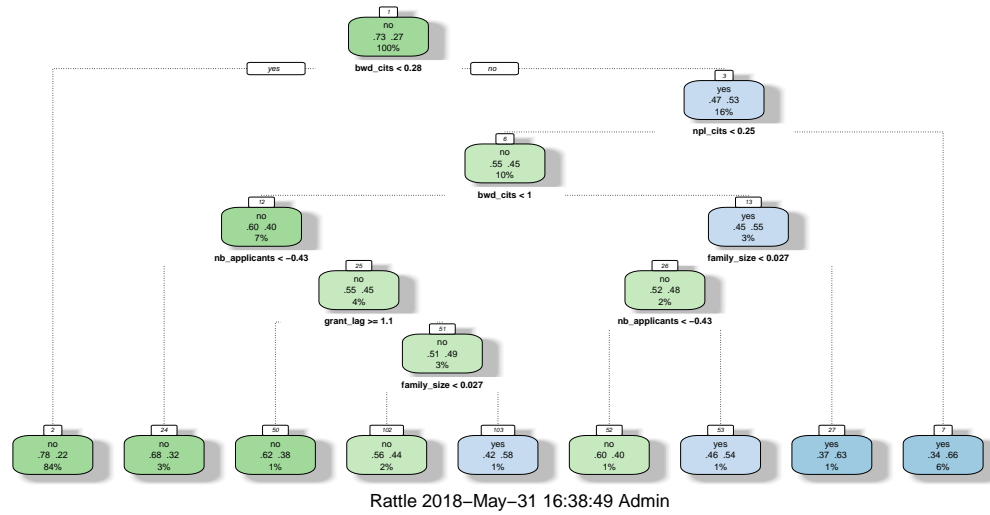 1
no
.73 .27
100%
yes
bwd_cits < 0.28
no
3
yes
.47 .53
16%
npl_cits < 0.25
6
no
.55 .45
10%
bwd_cits < 1
12
no
.60 .40
7%
nb_applicants < −0.43
13
yes
.45 .55
3%
family_size < 0.027
25
no
.55 .45
4%
grant_lag >= 1.1
26
no
.52 .48
2%
nb_applicants < −0.43
51
no
.51 .49
3%
family_size < 0.027
2
no
.78 .22
84%
24
no
.68 .32
3%
50
no
.62 .38
1%
102
no
.56 .44
2%
103
yes
.42 .58
1%
52
no
.60 .40
1%
53
yes
.46 .54
1%
27
yes
.37 .63
1%
7
yes
.34 .66
6%
Rattle 2018−May−31 16:38:49 Admin